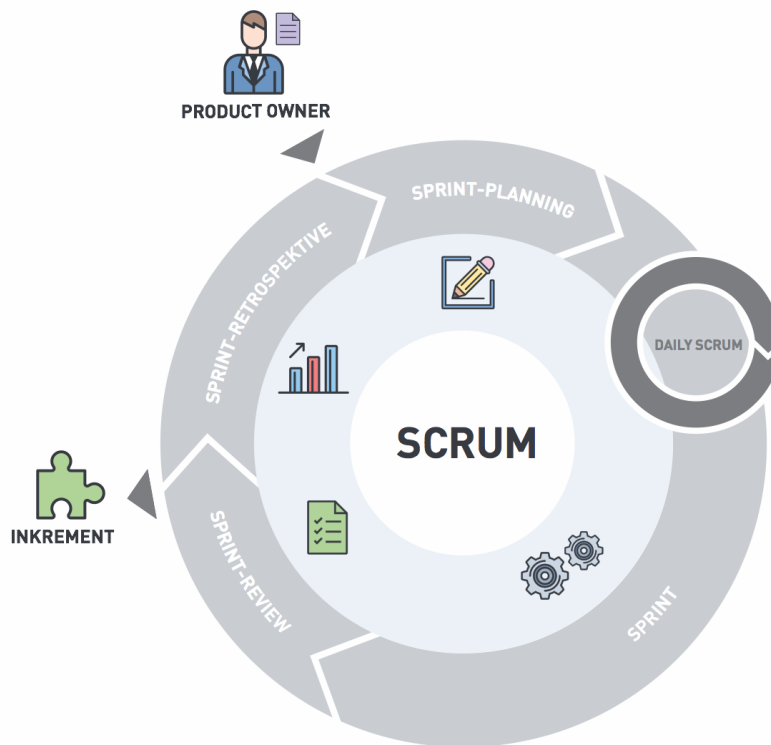 PRODUCT OWNER
SPRINT-PLANNING
SPRINT-RETROSPEKTIVE
DAILY SCRUM
SCRUM
INKREMENT
SPRINT-REVIEW
SPRINT